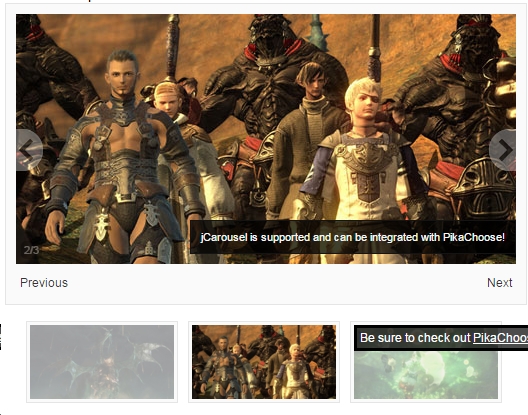 jCarousel is supported and can be integrated with PikaChoose!
2/3
Previous
Next
Be sure to check out PikaChoos